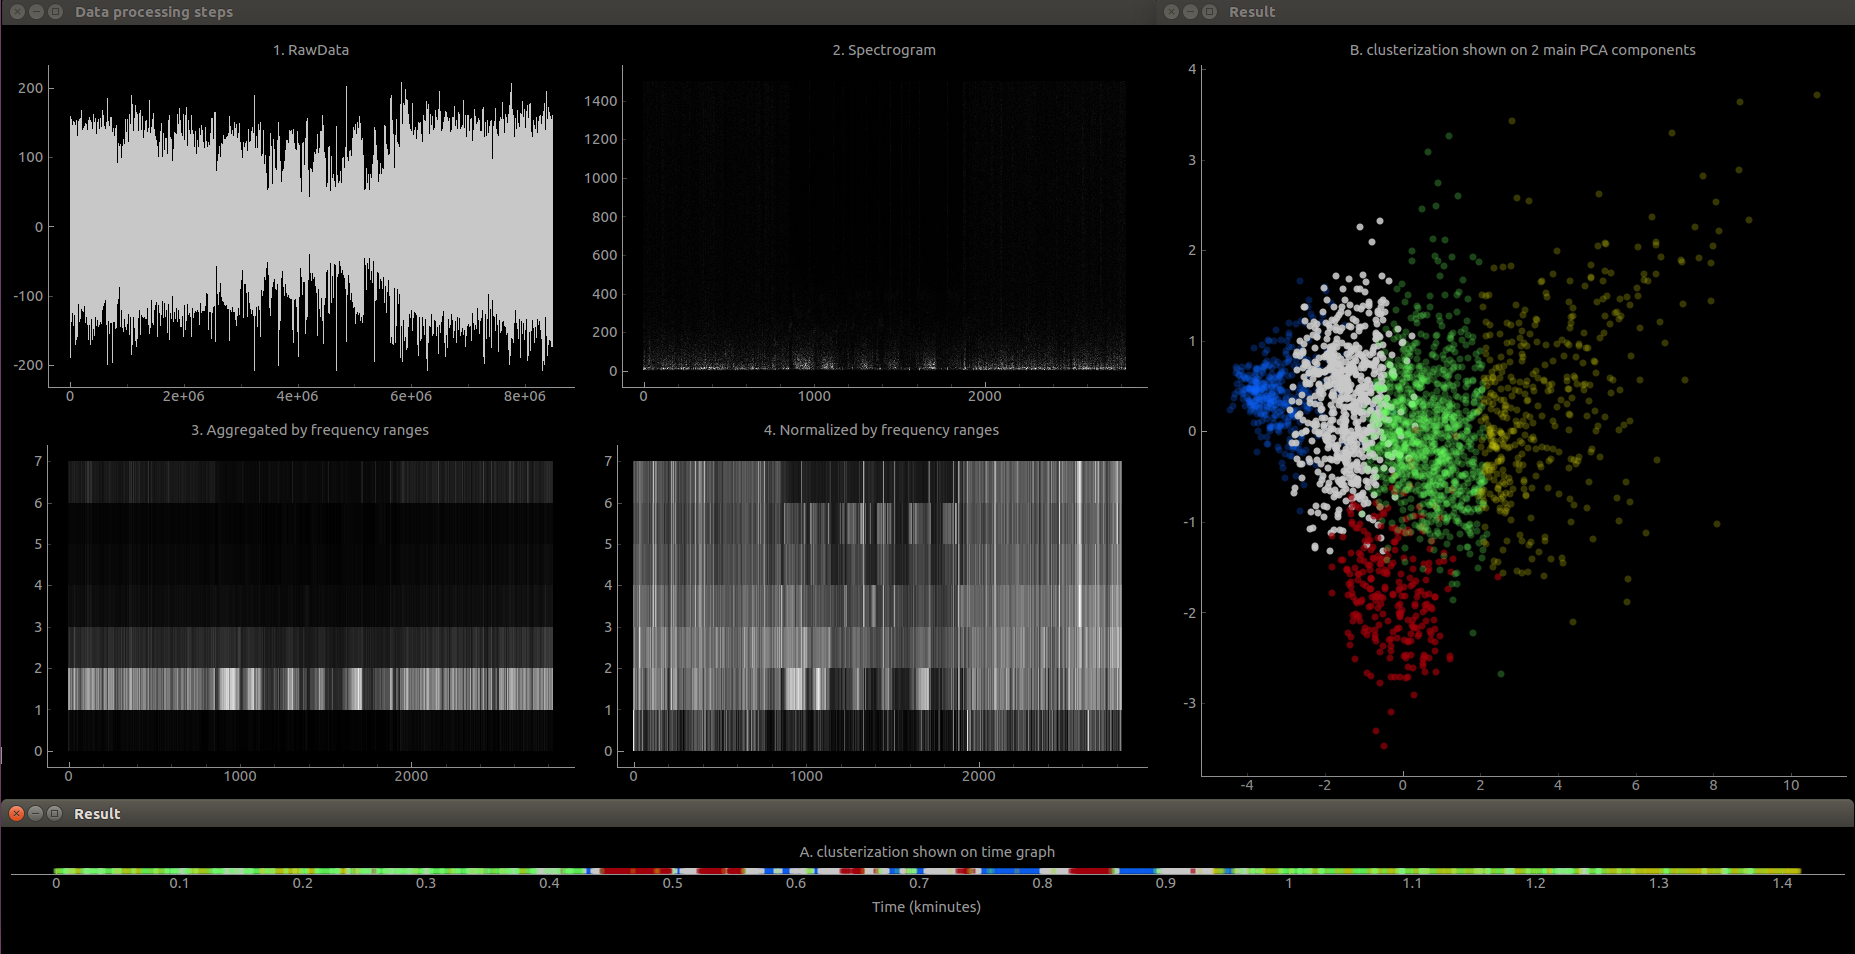 Data processing steps
Result
1. RawData
2. Spectrogram
B. clusterization shown on 2 main PCA components
200
100
0
-100
-200
0 2e+06 4e+06 6e+06 8e+06
1400
1200
1000
800
600
400
200
0
0 1000 2000
3. Aggregated by frequency ranges
4. Normalized by frequency ranges
7
6
5
4
3
2
1
0
0 1000 2000
7
6
5
4
3
2
1
0
0 1000 2000
4
3
2
1
0
-1
-2
-3
-4 -2 0 2 4 6 8 10
Result
A. clusterization shown on time graph
0 0.1 0.2 0.3 0.4 0.5 0.6 0.7 0.8 0.9 1 1.1 1.2 1.3 1.4
Time (kminutes)